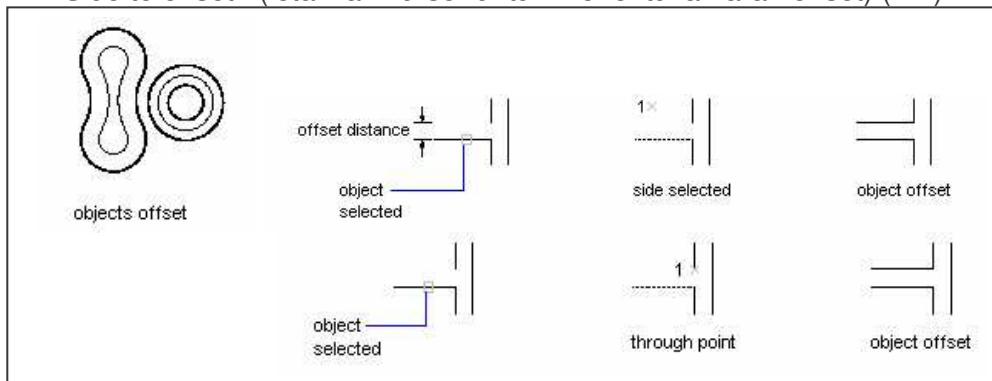 offset distance
object
selected
objects offset
1
side selected
object offset
object
selected
1
through point
object offset